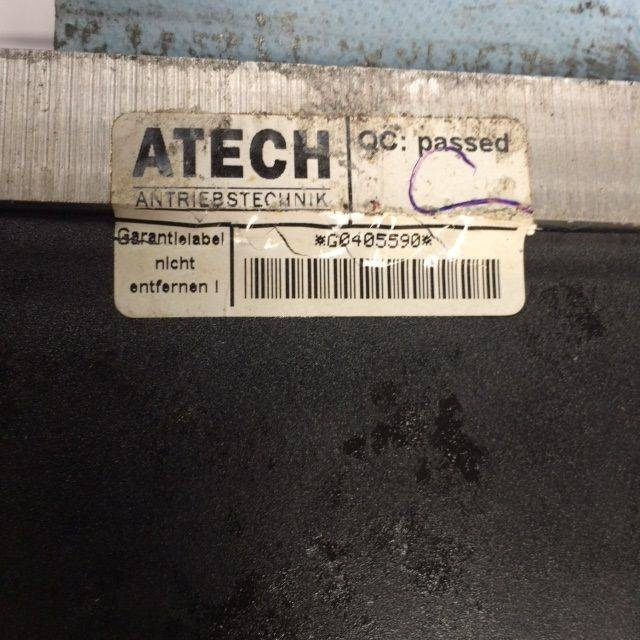 ATECH
ANTRIEBSTECHNIK
QC: passed
Garantielabel
nicht
entfernen !
*G0405590*